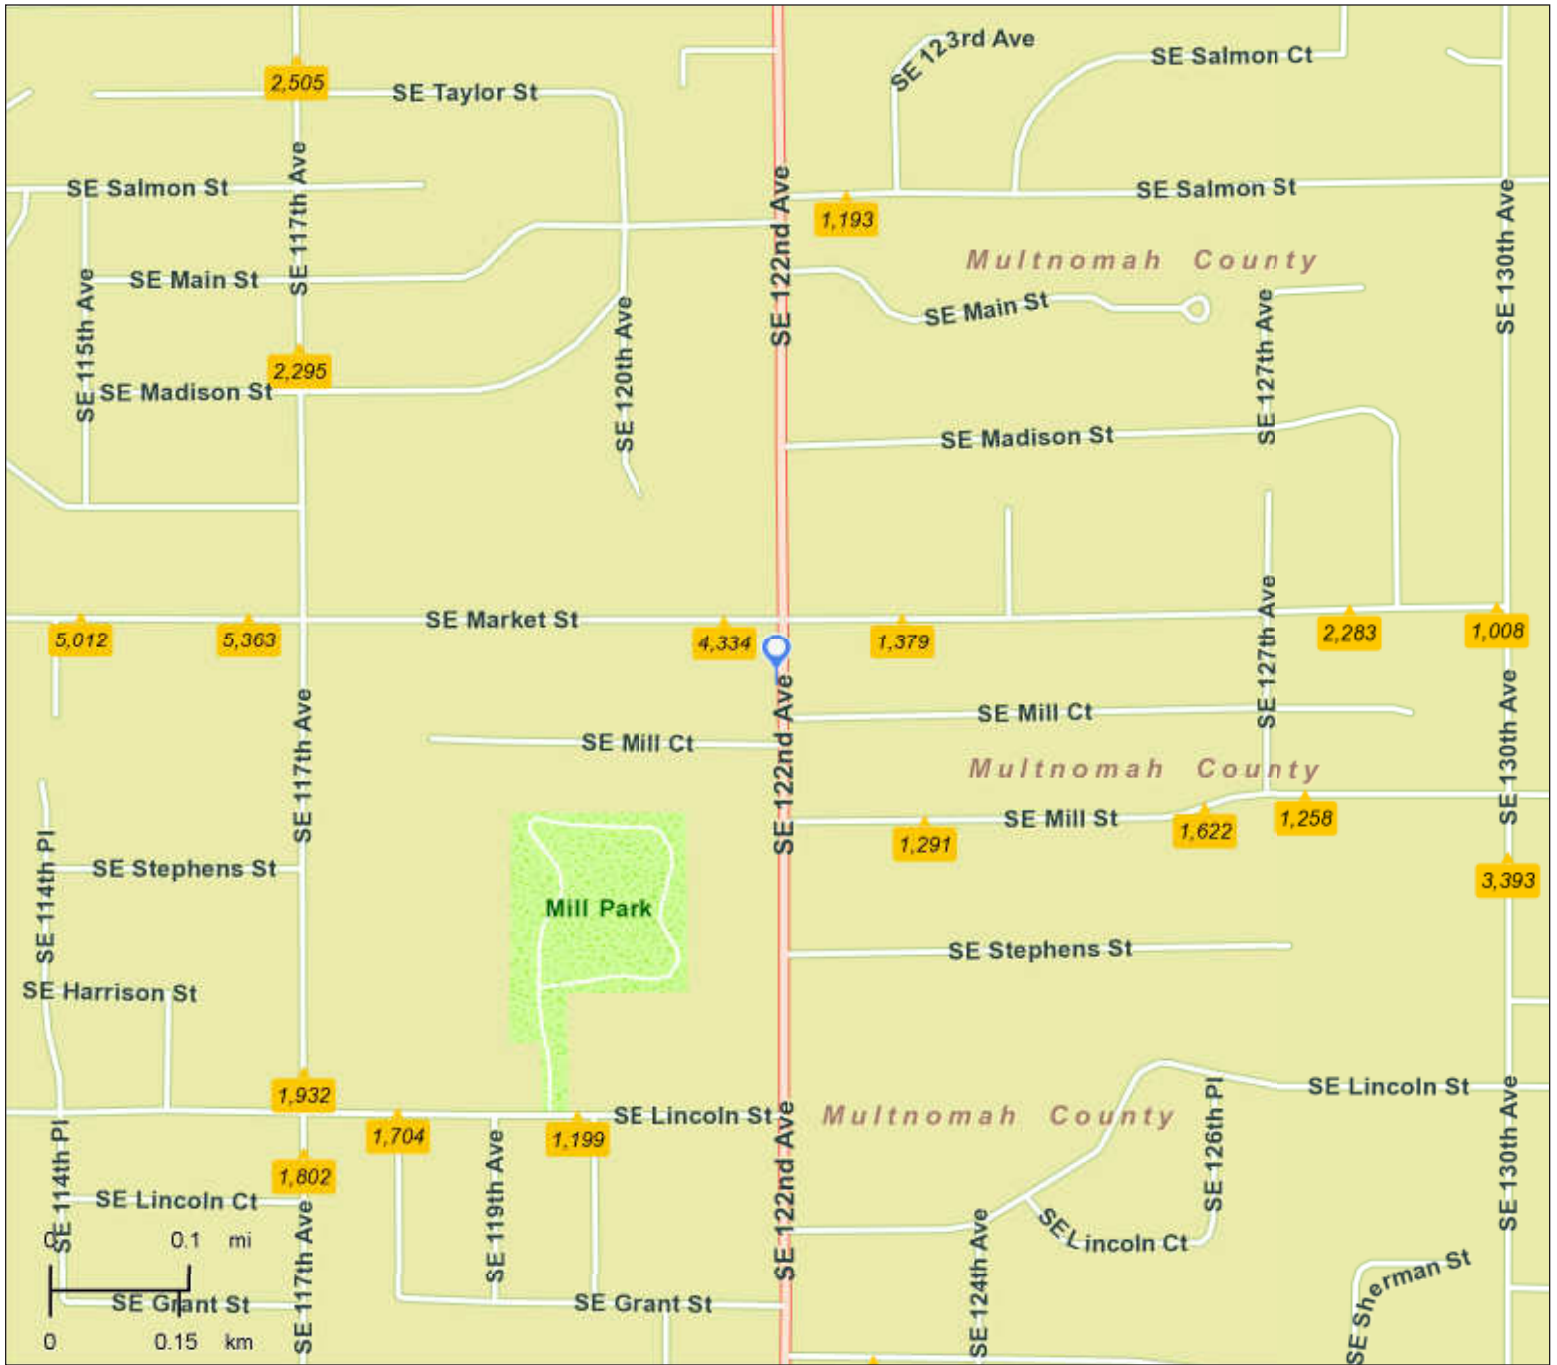 SE 123rd Ave
SE Salmon Ct
2,505
SE Taylor St
SE Salmon St
SE 117th Ave
SE 122nd Ave
1,193
SE Salmon St
SE 130th Ave
Multnomah County
SE Main St
SE 115th Ave
SE Main St
SE 127th Ave
SE 120th Ave
2,295
SE Madison St
SE Madison St
SE Market St
5,012
5,363
4,334
1,379
2,283
1,008
SE 127th Ave
SE 117th Ave
SE 122nd Ave
SE 130th Ave
SE Mill Ct
SE Mill Ct
Multnomah County
SE Mill St
1,291
1,622
1,258
SE 114th Pl
SE Stephens St
3,393
Mill Park
SE Stephens St
SE Harrison St
1,932
SE Lincoln St
1,704
1,199
SE Lincoln St
Multnomah County
SE 122nd Ave
SE 126th Pl
SE 130th Ave
SE 114th Pl
1,802
SE 119th Ave
SE Lincoln Ct
SE 117th Ave
SE 124th Ave
SE Lincoln Ct
0 0.1 mi
SE Grant St
SE Grant St
SE Sherman St
0 0.15 km